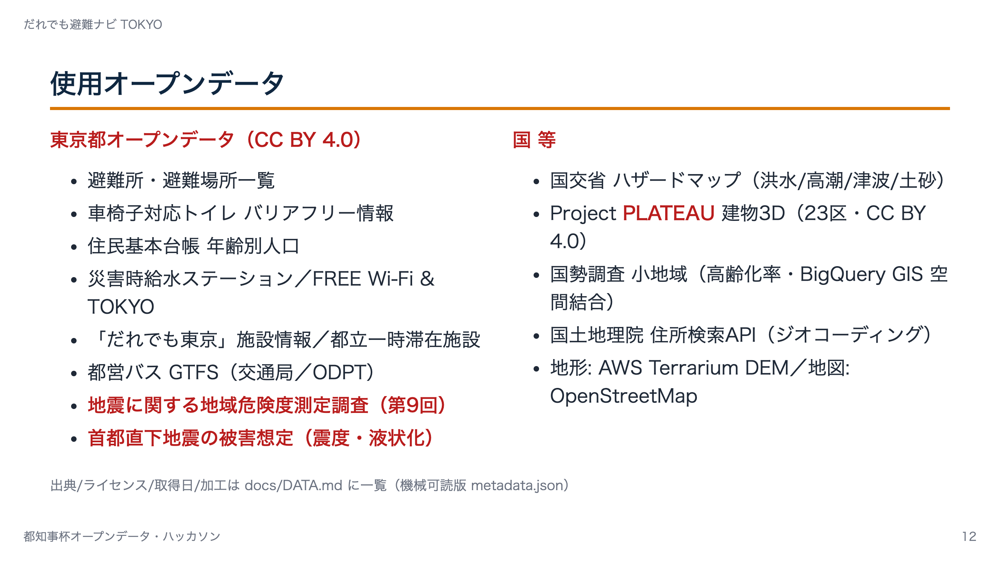 だれでも避難ナビ TOKYO
使用オープンデータ
東京都オープンデータ（CC BY 4.0）
避難所・避難場所一覧
車椅子対応トイレ バリアフリー情報
住民基本台帳 年齢別人口
災害時給水ステーション／FREE Wi-Fi &
TOKYO
「だれでも東京」施設情報／都立一時滞在施設
都営バス GTFS（交通局／ODPT）
地震に関する地域危険度測定調査（第9回）
首都直下地震の被害想定（震度・液状化）
国 等
国交省 ハザードマップ（洪水/高潮/津波/土砂）
Project PLATEAU 建物3D（23区・CC BY
4.0）
国勢調査 小地域（高齢化率・BigQuery GIS 空
間結合）
国土地理院 住所検索API（ジオコーディング）
地形: AWS Terrarium DEM／地図:
OpenStreetMap
出典/ライセンス/取得日/加工は docs/DATA.md に一覧（機械可読版 metadata.json）
都知事杯オープンデータ・ハッカソン
12